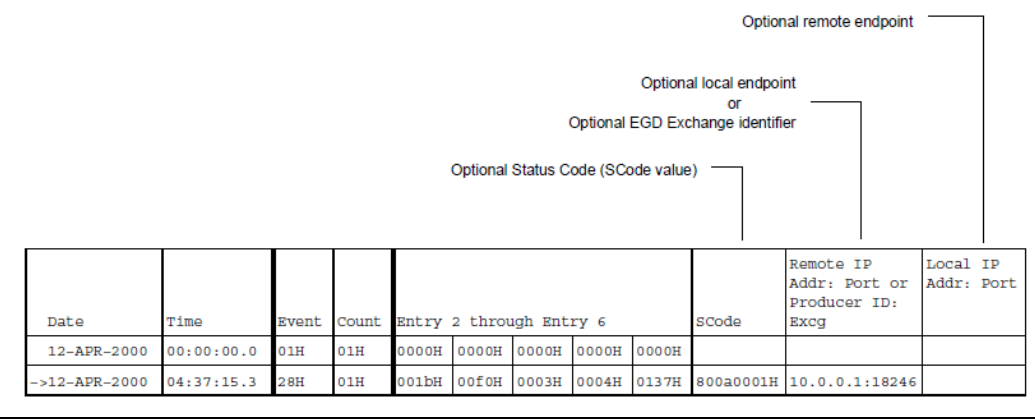 Optional remote endpoint
Optional local endpoint
or
Optional EGD Exchange identifier
Optional Status Code (SCode value)
Date Time Event Count Entry 2 through Entry 6 SCode Remote IP Addr: Port or Producer ID: Excg Local IP Addr: Port
12-APR-2000 00:00:00.0 01H 01H 0000H 0000H 0000H 0000H 0000H
->12-APR-2000 04:37:15.3 28H 01H 001bH 00f0H 0003H 0004H 0137H 800a0001H 10.0.0.1:18246